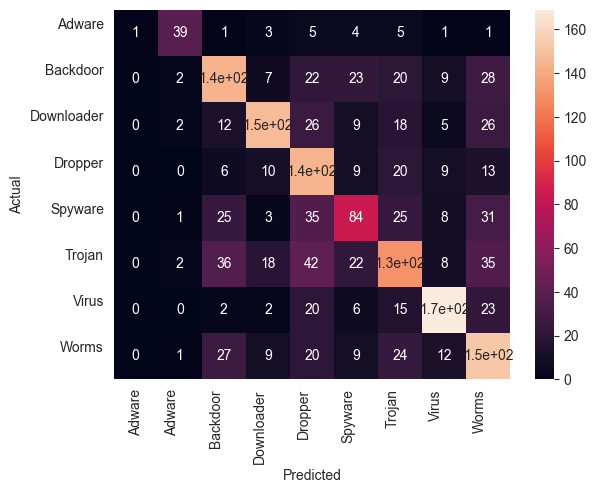 Adware 1 39 1 3 5 4 5 1 1
Backdoor 0 2 1.4e+02 7 22 23 20 9 28
Downloader 0 2 12 1.5e+02 26 9 18 5 26
Dropper 0 0 6 10 1.4e+02 9 20 9 13
Spyware 0 1 25 3 35 84 25 8 31
Trojan 0 2 36 18 42 22 1.3e+02 8 35
Virus 0 0 2 2 20 6 15 1.7e+02 23
Worms 0 1 27 9 20 9 24 12 1.5e+02
Actual
Adware Adware Backdoor Downloader Dropper Spyware Trojan Virus Worms
Predicted
160
140
120
100
80
60
40
20
0